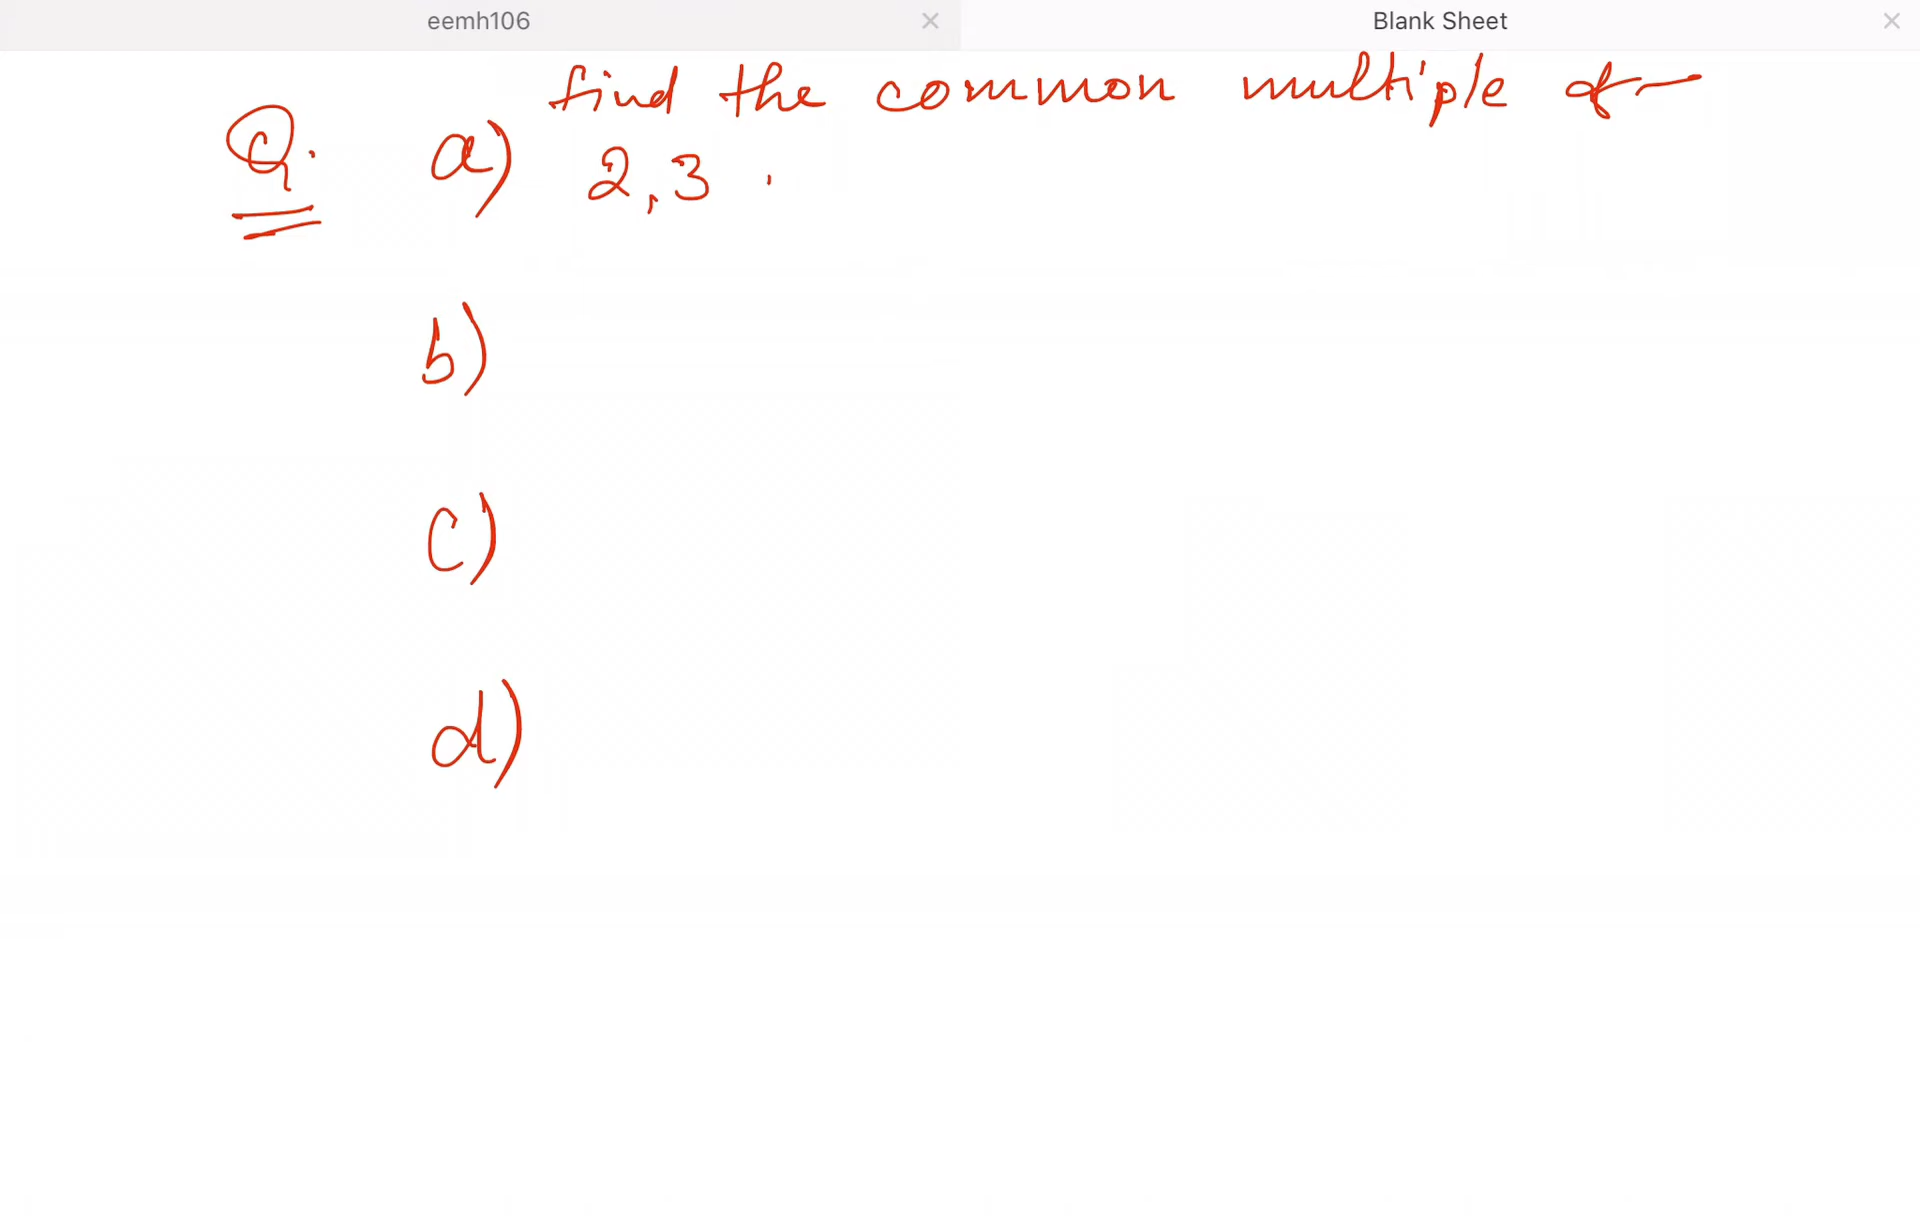 eemh106 × Blank Sheet ×
find the common multiple of—
Q. a) 2,3 .
b)
c)
d)